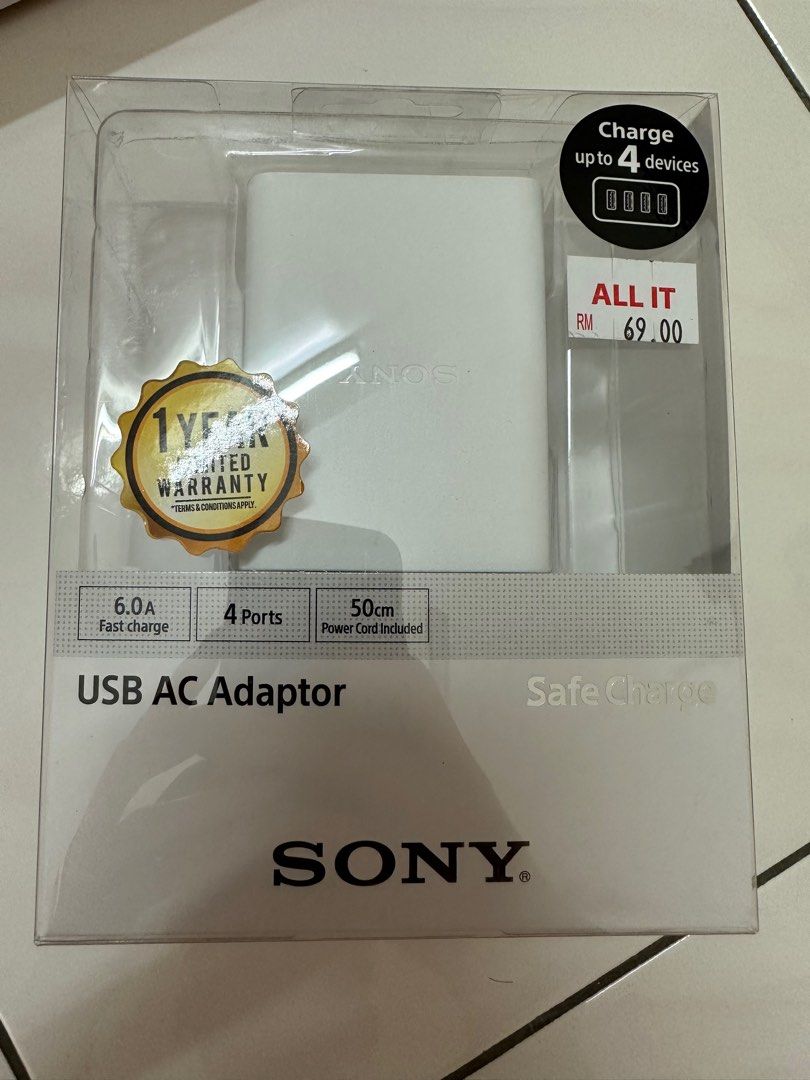 Charge
up to 4 devices
ALL IT
RM 69.00
SONY
1 YEAR
LIMITED
WARRANTY
*TERMS & CONDITIONS APPLY.
6.0A
Fast charge
4 Ports
50cm
Power Cord Included
USB AC Adaptor
Safe Charge
SONY®